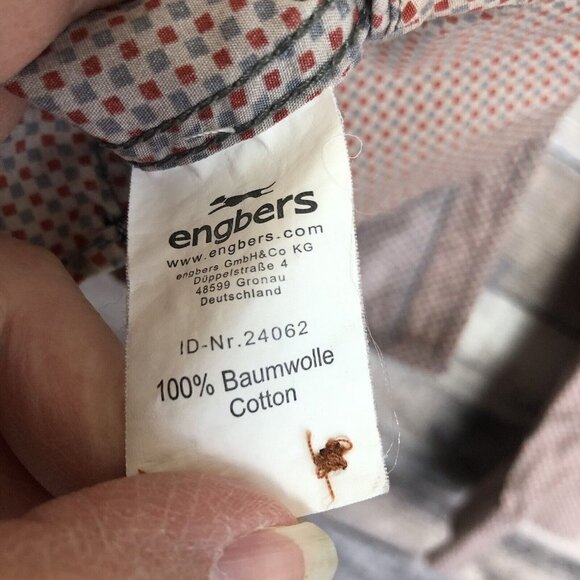 engbers
www.engbers.com
engbers GmbH&Co KG
Düppelstraße 4
48599 Gronau
Deutschland
ID-Nr.24062
100% Baumwolle
Cotton